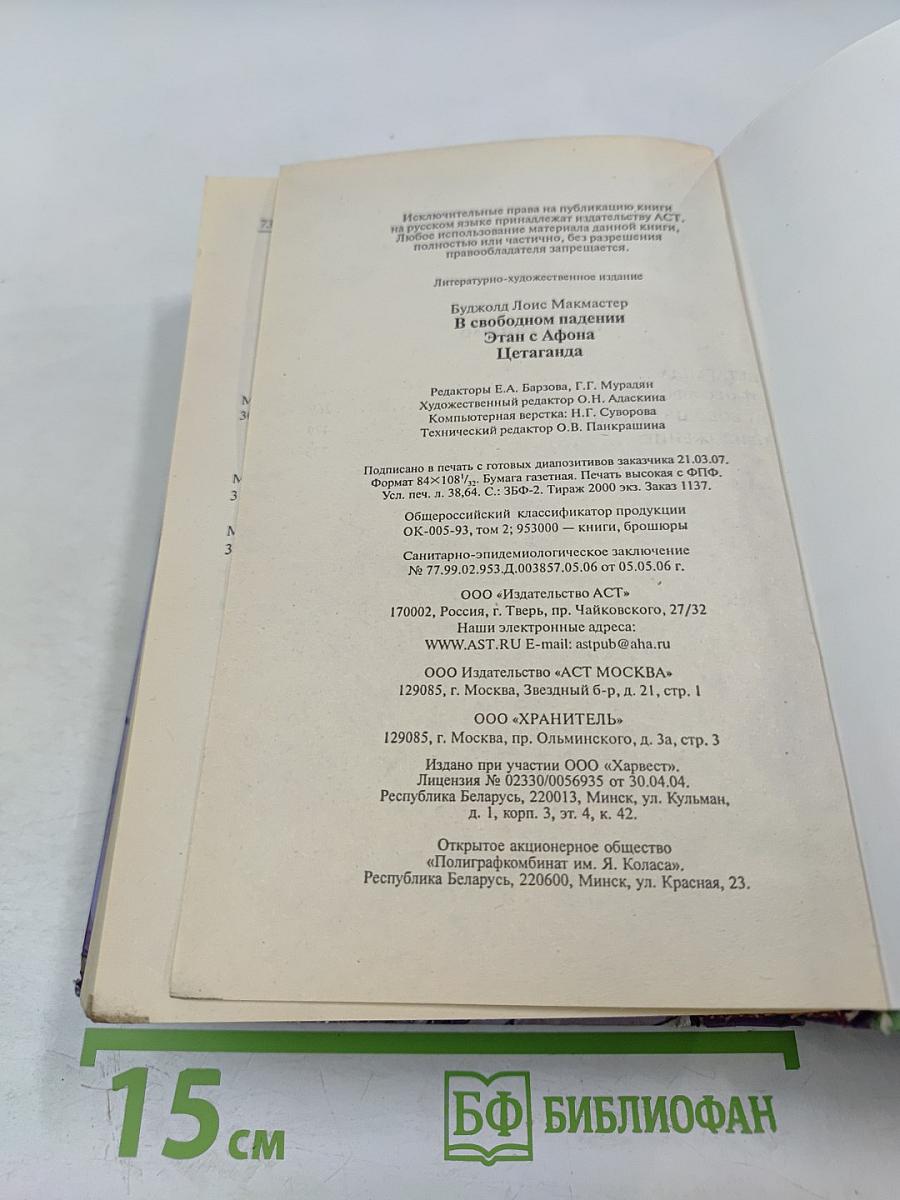 73
М
30
М
3
М
3
Исключительные права на публикацию книги
на русском языке принадлежат издательству АСТ.
Любое использование материала данной книги,
полностью или частично, без разрешения
правообладателя запрещается.
Литературно-художественное издание
Буджолд Лоис Макмастер
В свободном падении
Этан с Афона
Цетаганда
Редакторы Е.А. Барзова, Г.Г. Мурадян
Художественный редактор О.Н. Адаскина
Компьютерная верстка: Н.Г. Суворова
Технический редактор О.В. Панкрашина
Подписано в печать с готовых диапозитивов заказчика 21.03.07.
Формат 84×108¹/₃₂. Бумага газетная. Печать высокая с ФПФ.
Усл. печ. л. 38,64. С.: ЗБФ-2. Тираж 2000 экз. Заказ 1137.
Общероссийский классификатор продукции
ОК-005-93, том 2; 953000 — книги, брошюры
Санитарно-эпидемиологическое заключение
№ 77.99.02.953.Д.003857.05.06 от 05.05.06 г.
ООО «Издательство АСТ»
170002, Россия, г. Тверь, пр. Чайковского, 27/32
Наши электронные адреса:
WWW.AST.RU E-mail: astpub@aha.ru
ООО Издательство «АСТ МОСКВА»
129085, г. Москва, Звездный б-р, д. 21, стр. 1
ООО «ХРАНИТЕЛЬ»
129085, г. Москва, пр. Ольминского, д. 3а, стр. 3
Издано при участии ООО «Харвест».
Лицензия № 02330/0056935 от 30.04.04.
Республика Беларусь, 220013, Минск, ул. Кульман,
д. 1, корп. 3, эт. 4, к. 42.
Открытое акционерное общество
«Полиграфкомбинат им. Я. Коласа».
Республика Беларусь, 220600, Минск, ул. Красная, 23.
15 см
БФ БИБЛИОФАН